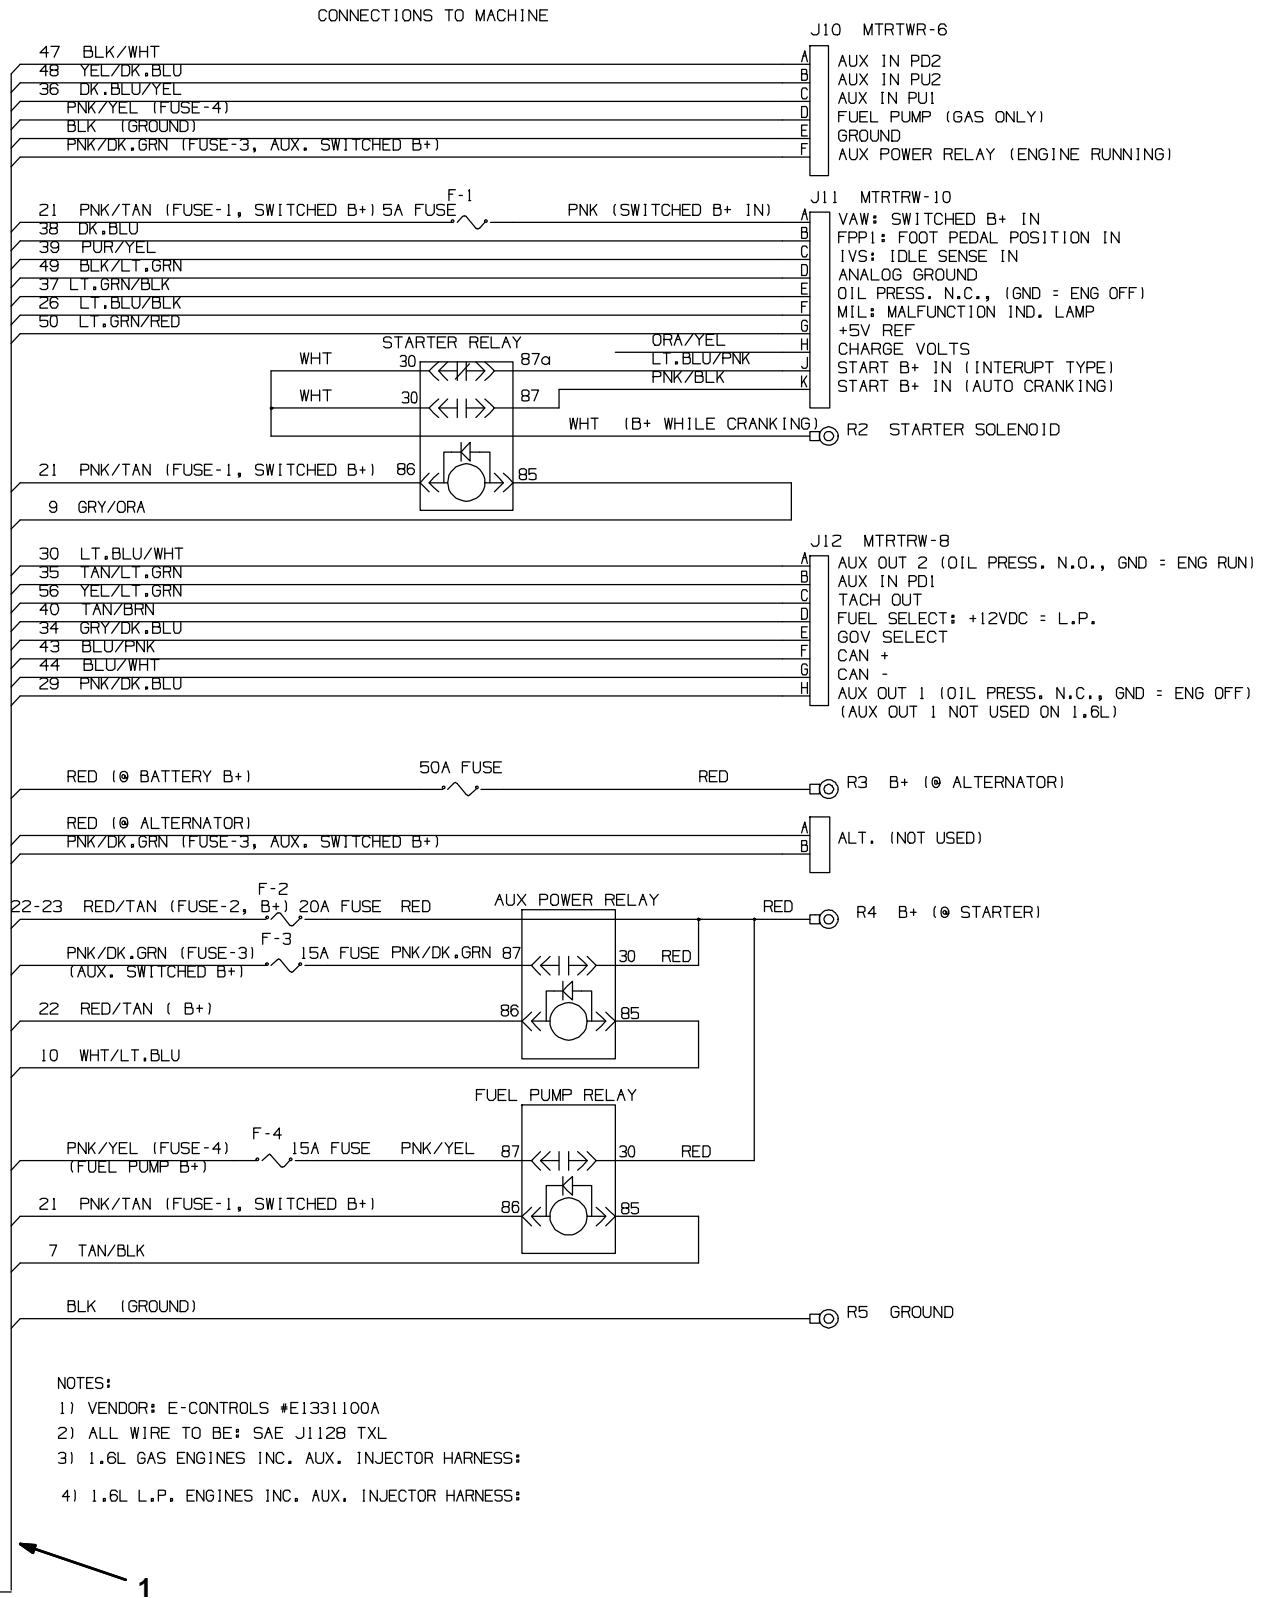 CONNECTIONS TO MACHINE
J10 MTRTWR-6
47 BLK/WHT A AUX IN PD2
48 YEL/DK.BLU B AUX IN PU2
36 DK.BLU/YEL C AUX IN PU1
PNK/YEL (FUSE-4) D FUEL PUMP (GAS ONLY)
BLK (GROUND) E GROUND
PNK/DK.GRN (FUSE-3, AUX. SWITCHED B+) F AUX POWER RELAY (ENGINE RUNNING)
J11 MTRTRW-10
F-1
21 PNK/TAN (FUSE-1, SWITCHED B+) 5A FUSE PNK (SWITCHED B+ IN) A VAW: SWITCHED B+ IN
38 DK.BLU B FPP1: FOOT PEDAL POSITION IN
39 PUR/YEL C IVS: IDLE SENSE IN
49 BLK/LT.GRN D ANALOG GROUND
37 LT.GRN/BLK E OIL PRESS. N.C., (GND = ENG OFF)
26 LT.BLU/BLK F MIL: MALFUNCTION IND. LAMP
50 LT.GRN/RED G +5V REF
STARTER RELAY ORA/YEL H CHARGE VOLTS
WHT 30 87a LT.BLU/PNK J START B+ IN (INTERUPT TYPE)
PNK/BLK K START B+ IN (AUTO CRANKING)
WHT 30 87
WHT (B+ WHILE CRANKING) R2 STARTER SOLENOID
21 PNK/TAN (FUSE-1, SWITCHED B+) 86 85
9 GRY/ORA
J12 MTRTRW-8
30 LT.BLU/WHT A AUX OUT 2 (OIL PRESS. N.O., GND = ENG RUN)
35 TAN/LT.GRN B AUX IN PD1
56 YEL/LT.GRN C TACH OUT
40 TAN/BRN D FUEL SELECT: +12VDC = L.P.
34 GRY/DK.BLU E GOV SELECT
43 BLU/PNK F CAN +
44 BLU/WHT G CAN -
29 PNK/DK.BLU H AUX OUT 1 (OIL PRESS. N.C., GND = ENG OFF)
(AUX OUT 1 NOT USED ON 1.6L)
RED (@ BATTERY B+) 50A FUSE RED R3 B+ (@ ALTERNATOR)
RED (@ ALTERNATOR) A ALT. (NOT USED)
PNK/DK.GRN (FUSE-3, AUX. SWITCHED B+) B
F-2 AUX POWER RELAY
22-23 RED/TAN (FUSE-2, B+) 20A FUSE RED RED R4 B+ (@ STARTER)
F-3
PNK/DK.GRN (FUSE-3) 15A FUSE PNK/DK.GRN 87 30 RED
(AUX. SWITCHED B+)
22 RED/TAN ( B+) 86 85
10 WHT/LT.BLU
FUEL PUMP RELAY
F-4
PNK/YEL (FUSE-4) 15A FUSE PNK/YEL 87 30 RED
(FUEL PUMP B+)
21 PNK/TAN (FUSE-1, SWITCHED B+) 86 85
7 TAN/BLK
BLK (GROUND) R5 GROUND
NOTES:
1) VENDOR: E-CONTROLS #E1331100A
2) ALL WIRE TO BE: SAE J1128 TXL
3) 1.6L GAS ENGINES INC. AUX. INJECTOR HARNESS:
4) 1.6L L.P. ENGINES INC. AUX. INJECTOR HARNESS:
1